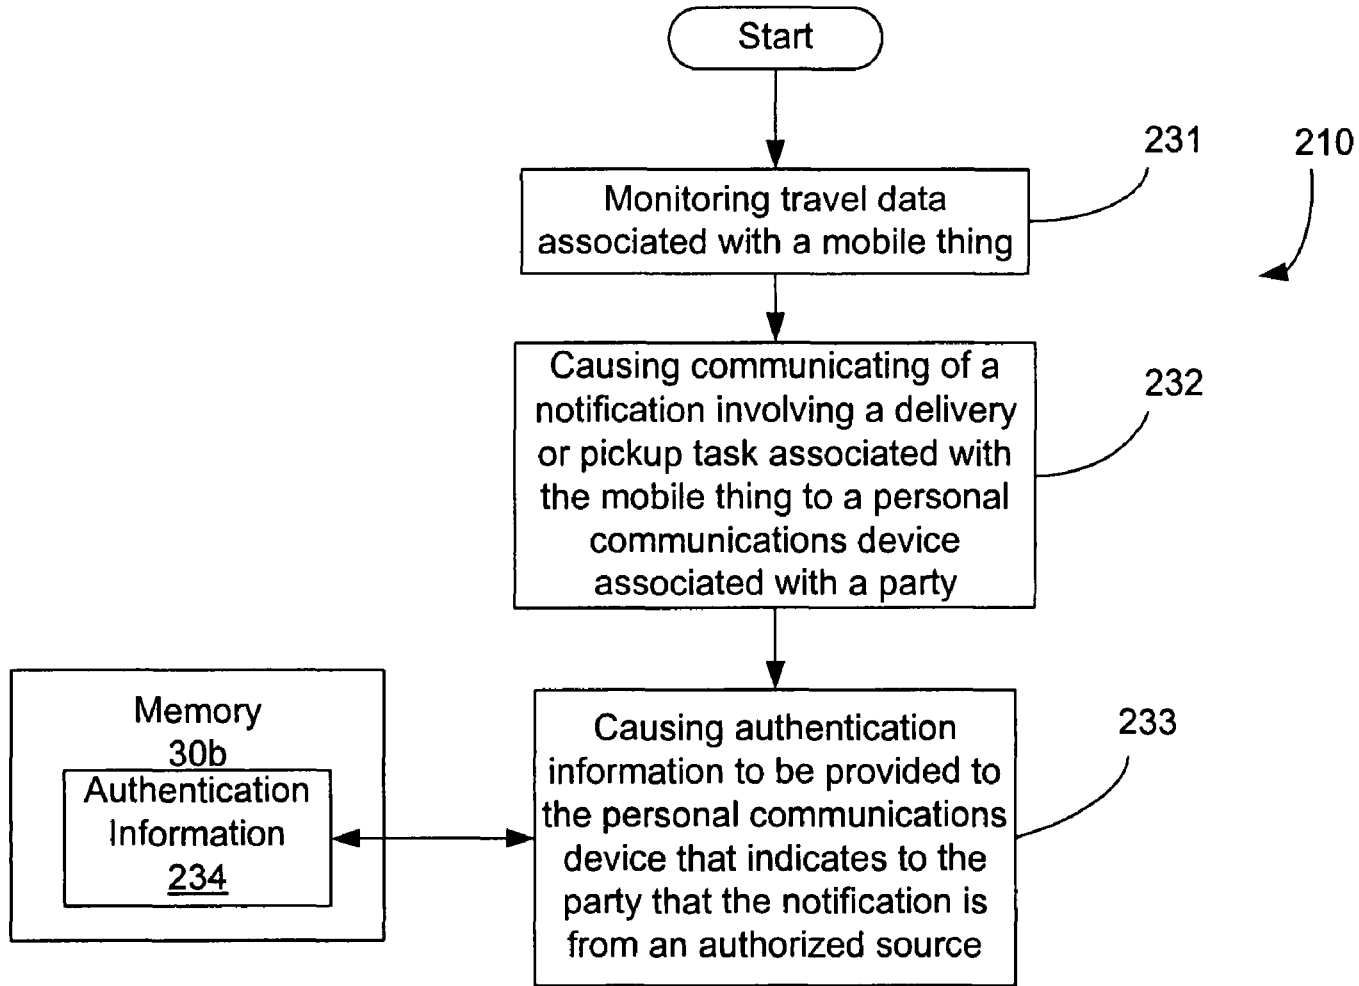 Start
231
210
Monitoring travel data
associated with a mobile thing
232
Causing communicating of a
notification involving a delivery
or pickup task associated with
the mobile thing to a personal
communications device
associated with a party
233
Causing authentication
information to be provided to
the personal communications
device that indicates to the
party that the notification is
from an authorized source
Memory
30b
Authentication
Information
234